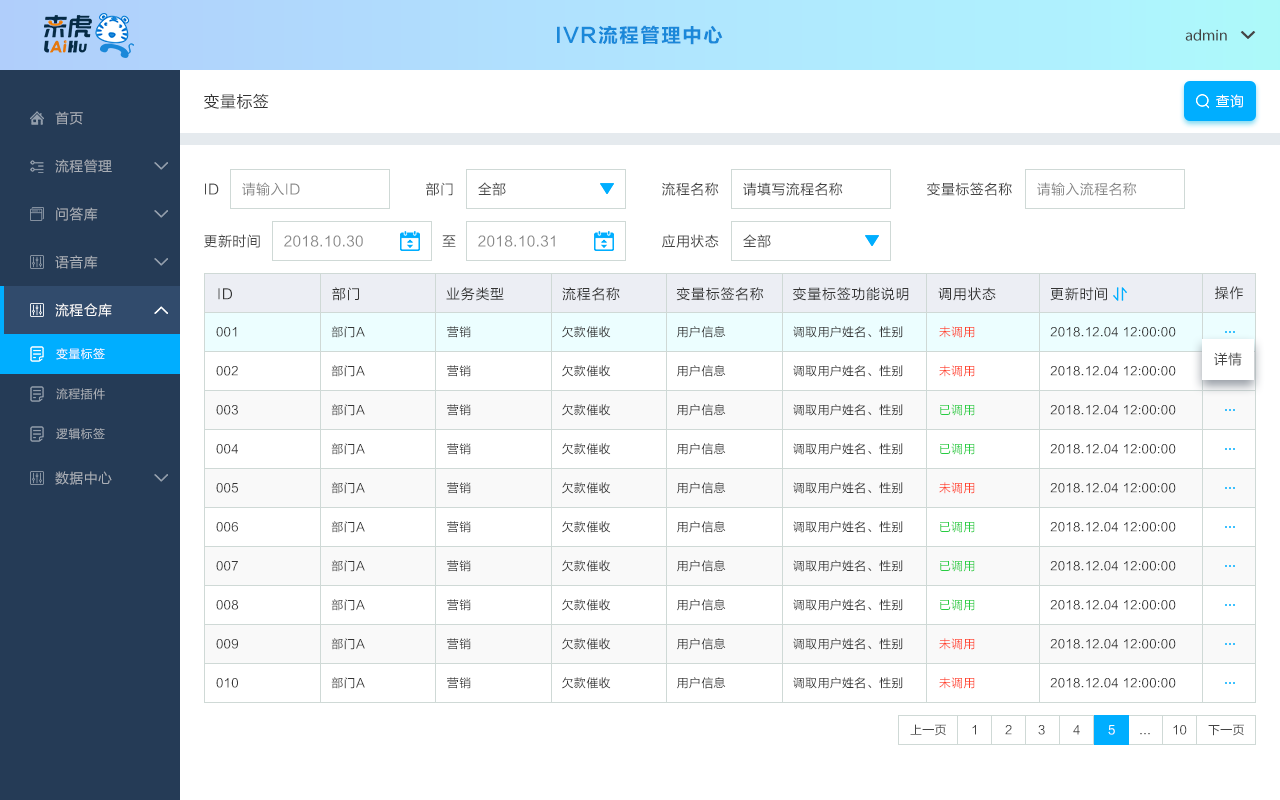 来虎
LAiHu
IVR流程管理中心
admin
首页
流程管理
问答库
语音库
流程仓库
变量标签
流程插件
逻辑标签
数据中心
变量标签
查询
ID 请输入ID 部门 全部 流程名称 请填写流程名称 变量标签名称 请输入流程名称
更新时间 2018.10.30 至 2018.10.31 应用状态 全部
ID 部门 业务类型 流程名称 变量标签名称 变量标签功能说明 调用状态 更新时间 操作
001 部门A 营销 欠款催收 用户信息 调取用户姓名、性别 未调用 2018.12.04 12:00:00 ...
详情
002 部门A 营销 欠款催收 用户信息 调取用户姓名、性别 未调用 2018.12.04 12:00:00
003 部门A 营销 欠款催收 用户信息 调取用户姓名、性别 已调用 2018.12.04 12:00:00 ...
004 部门A 营销 欠款催收 用户信息 调取用户姓名、性别 已调用 2018.12.04 12:00:00 ...
005 部门A 营销 欠款催收 用户信息 调取用户姓名、性别 未调用 2018.12.04 12:00:00 ...
006 部门A 营销 欠款催收 用户信息 调取用户姓名、性别 已调用 2018.12.04 12:00:00 ...
007 部门A 营销 欠款催收 用户信息 调取用户姓名、性别 已调用 2018.12.04 12:00:00 ...
008 部门A 营销 欠款催收 用户信息 调取用户姓名、性别 已调用 2018.12.04 12:00:00 ...
009 部门A 营销 欠款催收 用户信息 调取用户姓名、性别 未调用 2018.12.04 12:00:00 ...
010 部门A 营销 欠款催收 用户信息 调取用户姓名、性别 未调用 2018.12.04 12:00:00 ...
上一页 1 2 3 4 5 ... 10 下一页